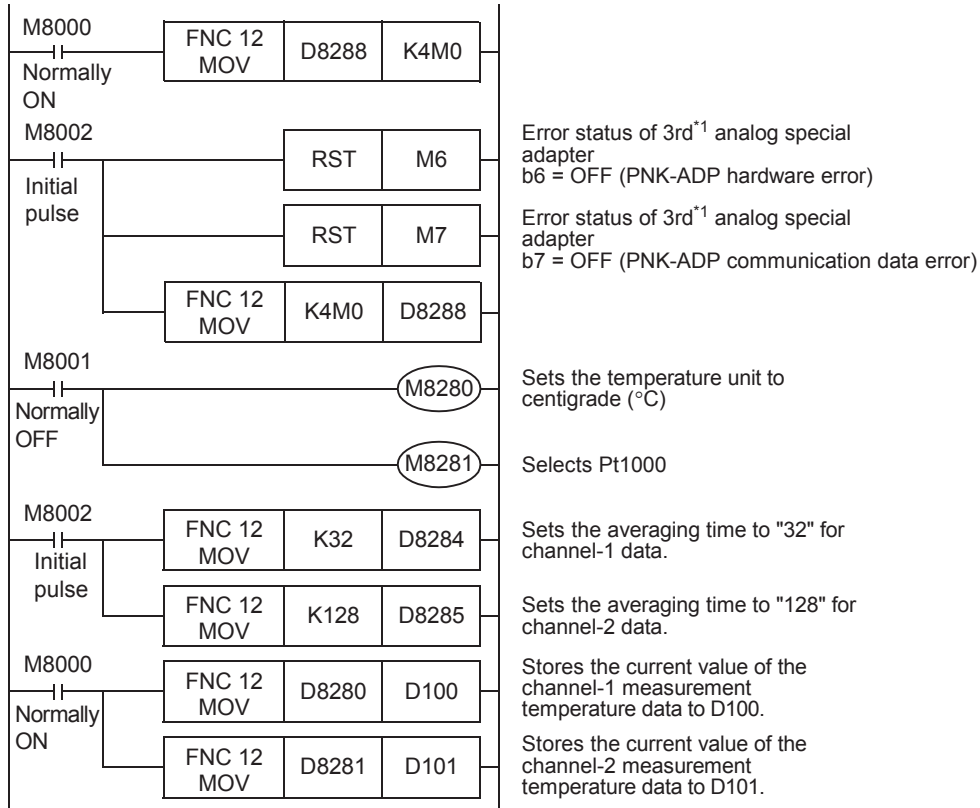 M8000
Normally
ON
FNC 12
MOV
D8288
K4M0
M8002
Initial
pulse
RST
M6
Error status of 3rd*1 analog special
adapter
b6 = OFF (PNK-ADP hardware error)
RST
M7
Error status of 3rd*1 analog special
adapter
b7 = OFF (PNK-ADP communication data error)
FNC 12
MOV
K4M0
D8288
M8001
Normally
OFF
M8280
Sets the temperature unit to
centigrade (°C)
M8281
Selects Pt1000
M8002
Initial
pulse
FNC 12
MOV
K32
D8284
Sets the averaging time to "32" for
channel-1 data.
FNC 12
MOV
K128
D8285
Sets the averaging time to "128" for
channel-2 data.
M8000
Normally
ON
FNC 12
MOV
D8280
D100
Stores the current value of the
channel-1 measurement
temperature data to D100.
FNC 12
MOV
D8281
D101
Stores the current value of the
channel-2 measurement
temperature data to D101.